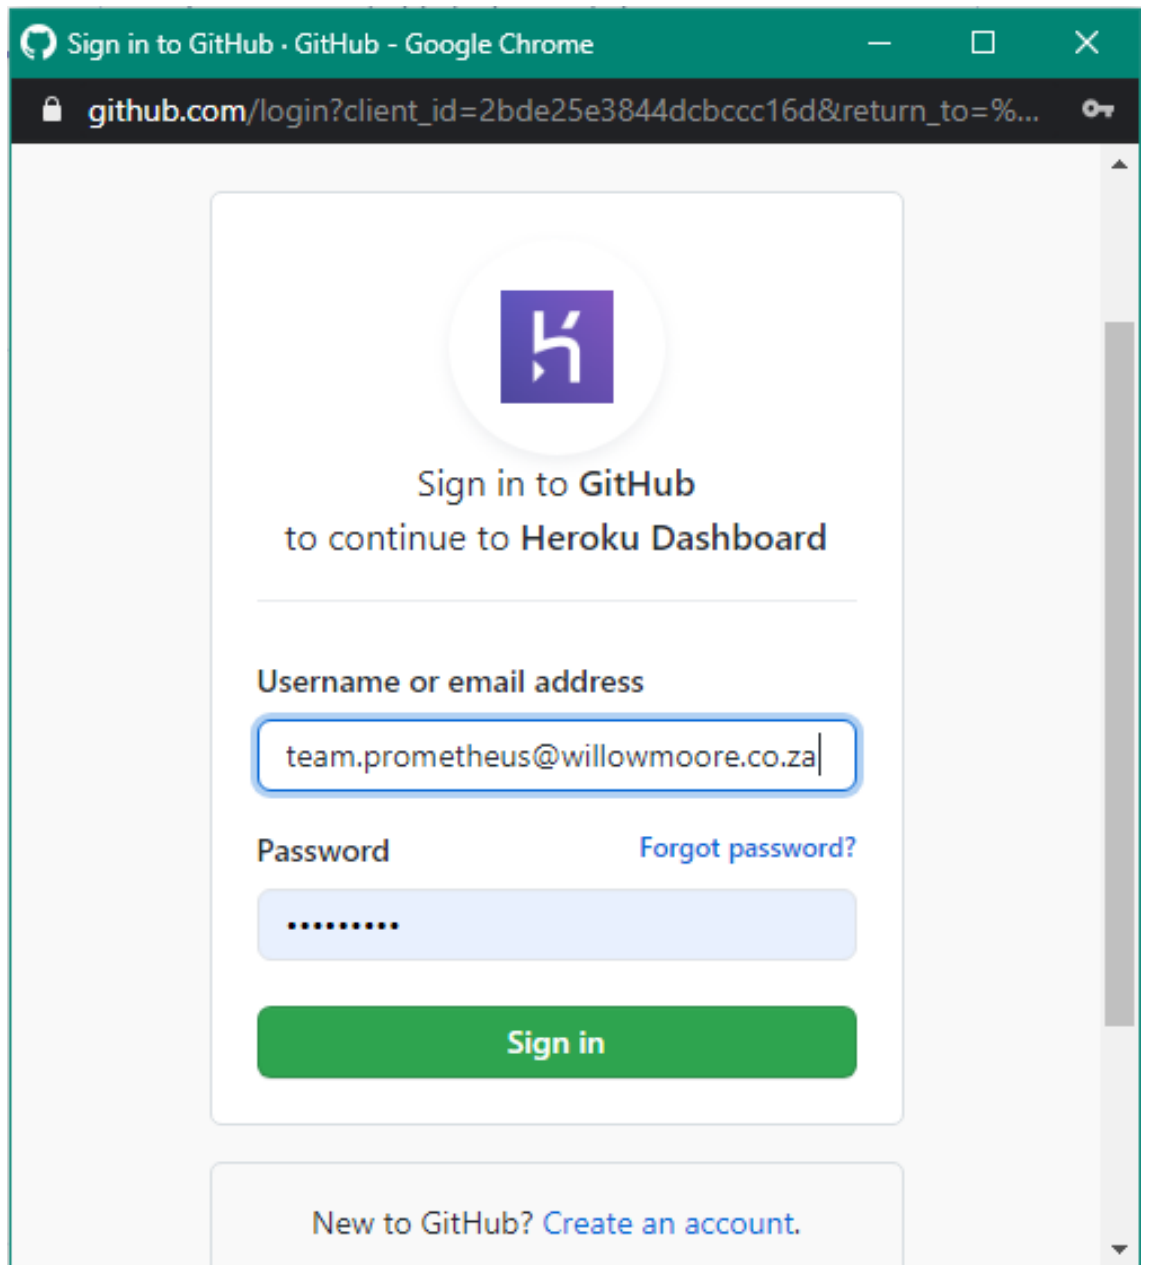 Sign in to GitHub · GitHub - Google Chrome
github.com/login?client_id=2bde25e3844dcbccc16d&return_to=%...
Sign in to GitHub
to continue to Heroku Dashboard
Username or email address
team.prometheus@willowmoore.co.za
Password Forgot password?
•••••••••
Sign in
New to GitHub? Create an account.